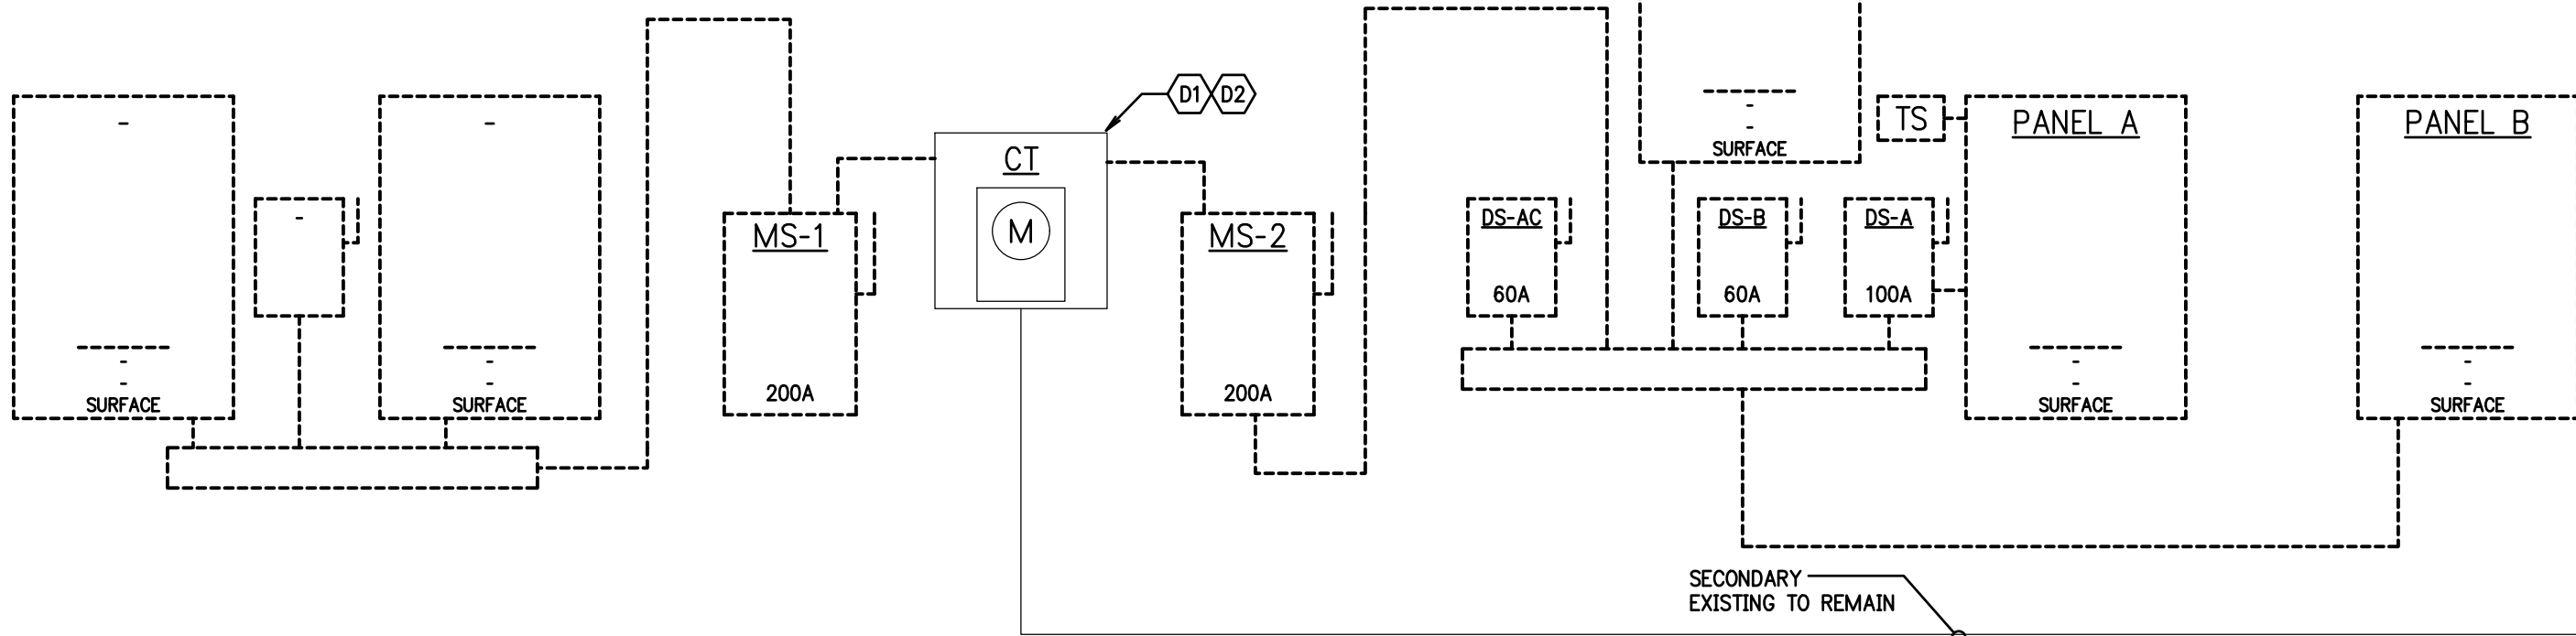 D1 D2
-
-
-
-
SURFACE
-
-
-
SURFACE
MS-1
200A
CT
M
MS-2
200A
-
-
SURFACE
DS-AC
60A
DS-B
60A
DS-A
100A
TS
PANEL A
-
-
SURFACE
PANEL B
-
-
SURFACE
SECONDARY
EXISTING TO REMAIN